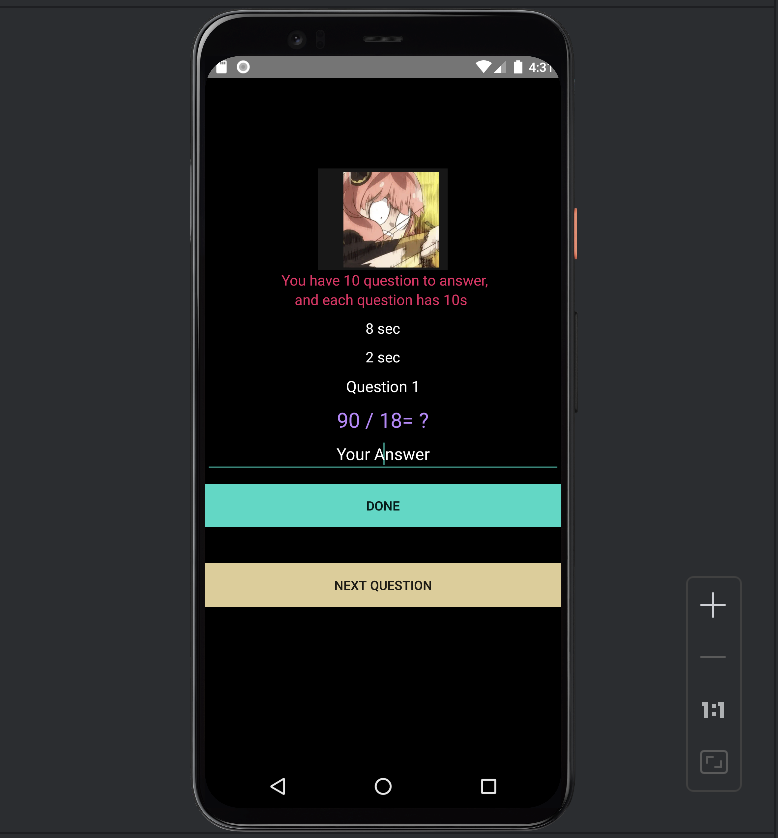 4:31
You have 10 question to answer,
and each question has 10s
8 sec
2 sec
Question 1
90 / 18= ?
Your Answer
DONE
NEXT QUESTION
1:1